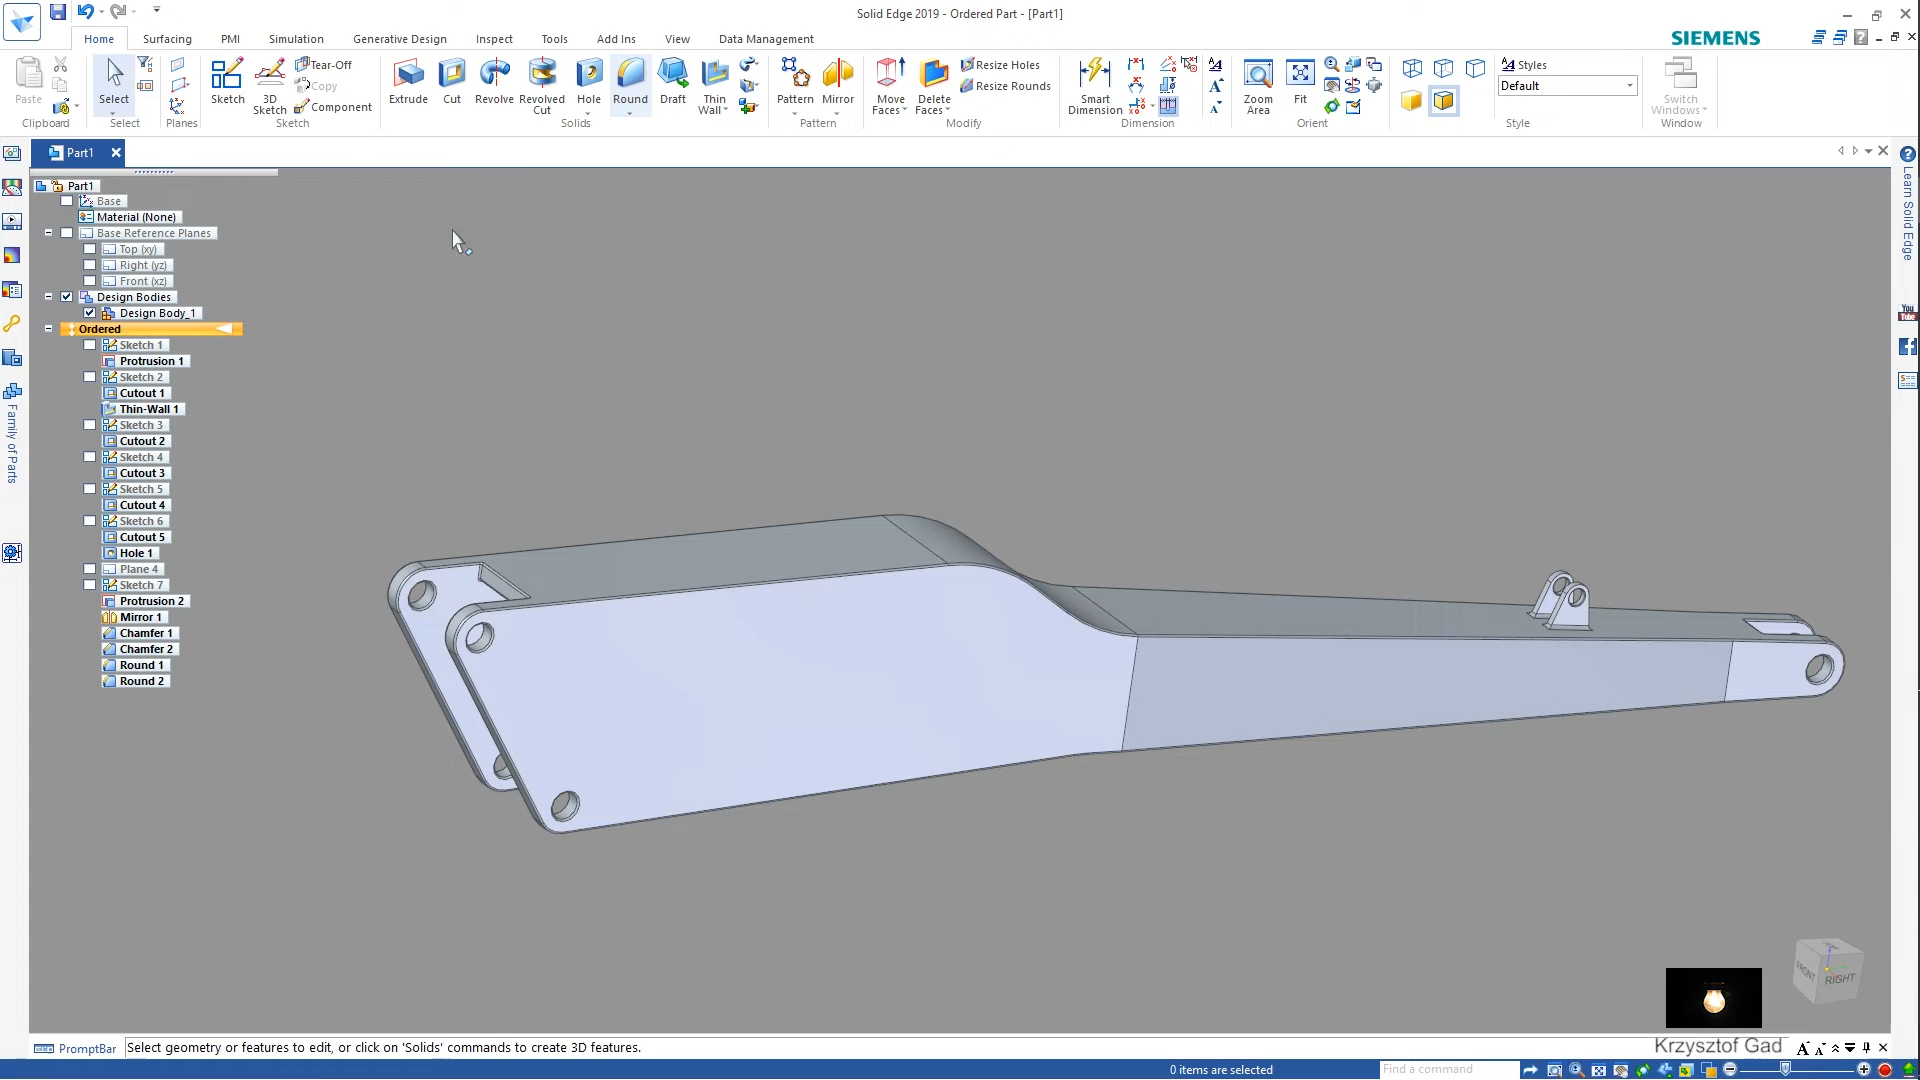 Solid Edge 2019 - Ordered Part - [Part1]
Home Surfacing PMI Simulation Generative Design Inspect Tools Add Ins View Data Management
SIEMENS
Paste
Clipboard
Select
Select
Planes
Sketch
3D Sketch
Tear-Off
Copy
Component
Sketch
Extrude
Cut
Revolve
Revolved Cut
Hole
Round
Draft
Thin Wall
Solids
Pattern
Mirror
Pattern
Move Faces
Delete Faces
Resize Holes
Resize Rounds
Modify
Smart Dimension
Dimension
Zoom Area
Fit
Orient
Styles
Default
Style
Switch Windows
Window
Part1
Part1
Base
Material (None)
Base Reference Planes
Top (xy)
Right (yz)
Front (xz)
Design Bodies
Design Body_1
Ordered
Sketch 1
Protrusion 1
Sketch 2
Cutout 1
Thin-Wall 1
Sketch 3
Cutout 2
Sketch 4
Cutout 3
Sketch 5
Cutout 4
Sketch 6
Cutout 5
Hole 1
Plane 4
Sketch 7
Protrusion 2
Mirror 1
Chamfer 1
Chamfer 2
Round 1
Round 2
Family of Parts
Learn Solid Edge
You
Tube
FRONT
RIGHT
PromptBar
Select geometry or features to edit, or click on 'Solids' commands to create 3D features.
Krzysztof Gad
0 items are selected
Find a command